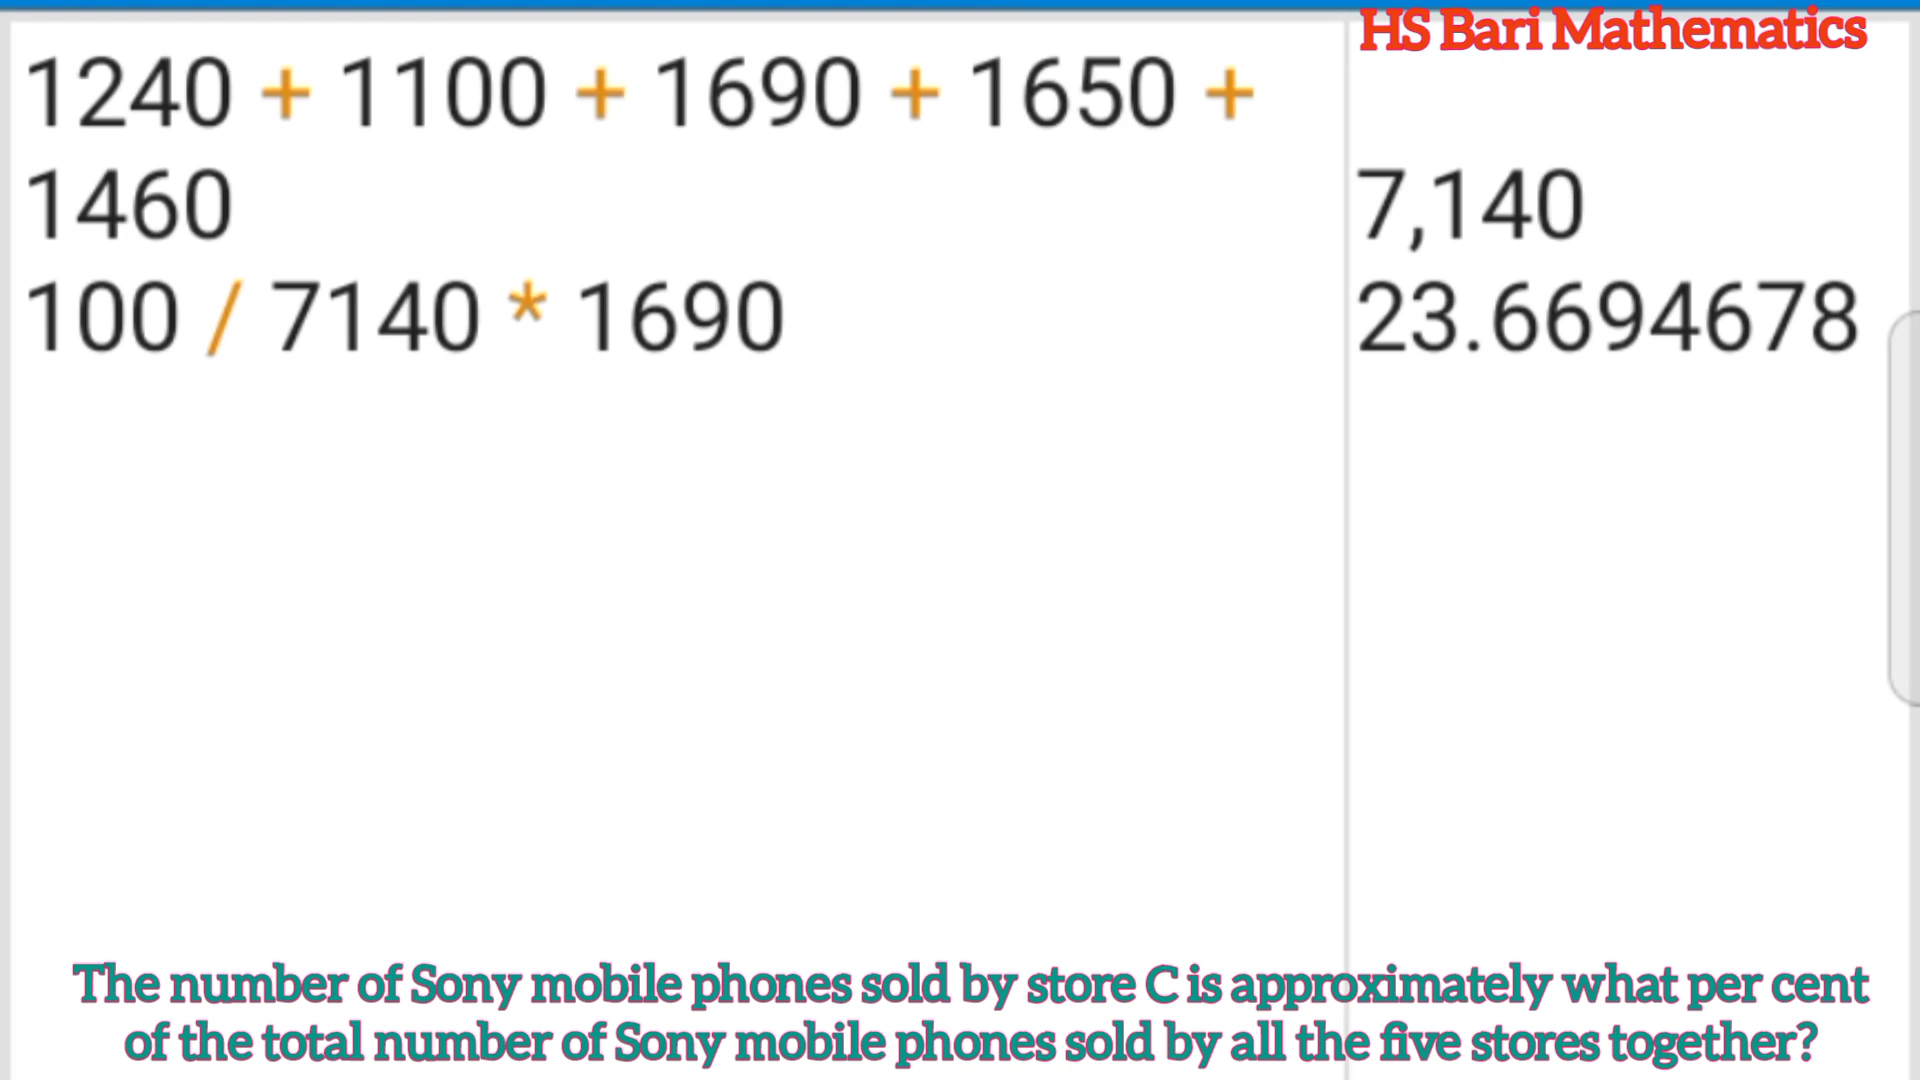 HS Bari Mathematics
1240 + 1100 + 1690 + 1650 +
1460
7,140
100 / 7140 * 1690
23.6694678
The number of Sony mobile phones sold by store C is approximately what per cent
of the total number of Sony mobile phones sold by all the five stores together?